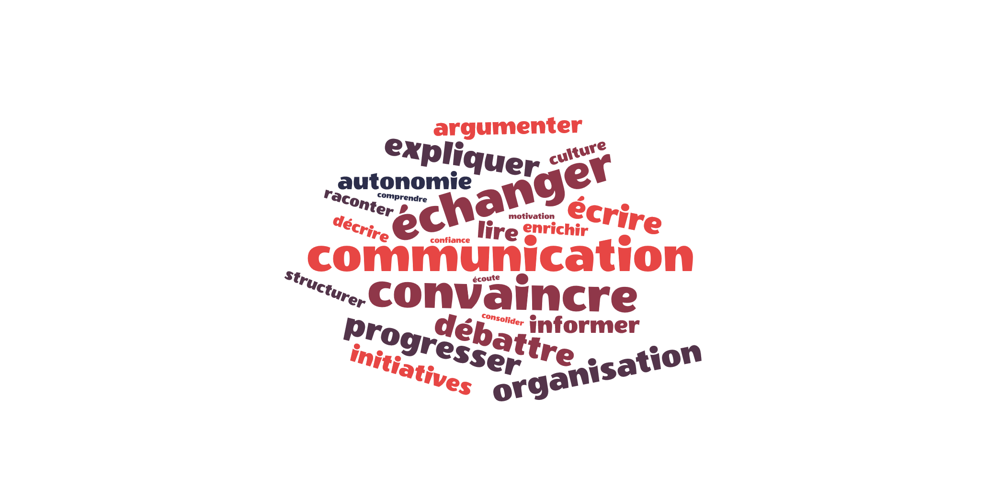 argumenter
expliquer
culture
échanger
autonomie
comprendre
raconter
écrire
motivation
décrire
lire
enrichir
confiance
communication
structurer
écoute
convaincre
consolider
informer
débattre
progresser
initiatives
organisation